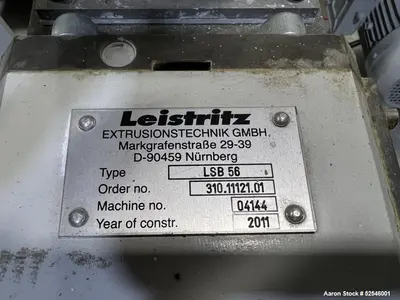 Leistritz
EXTRUSIONSTECHNIK GMBH.
Markgrafenstraße 29-39
D-90459 Nürnberg
Type LSB 56
Order no. 310.11121.01
Machine no. 04144
Year of constr. 2011
Aaron Stock # 52546001